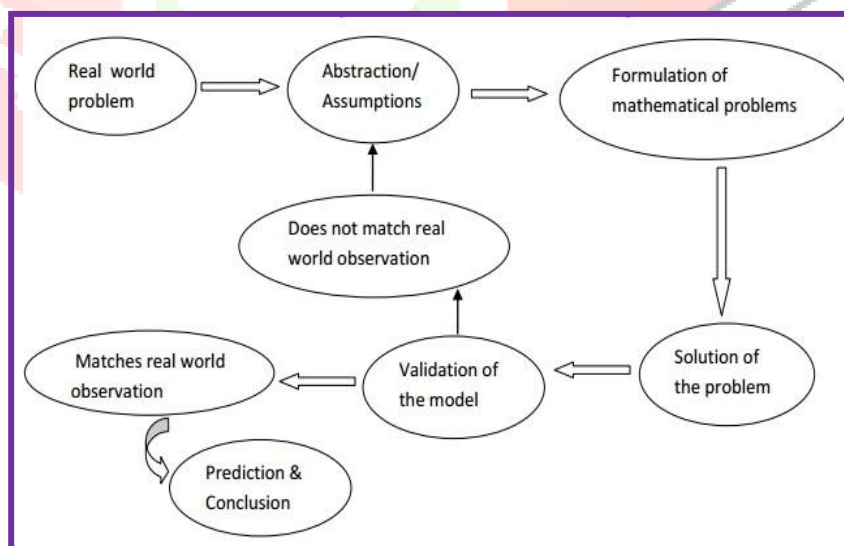 Real world
problem
Abstraction/
Assumptions
Formulation of
mathematical problems
Does not match real
world observation
Matches real world
observation
Validation of
the model
Solution of
the problem
Prediction &
Conclusion